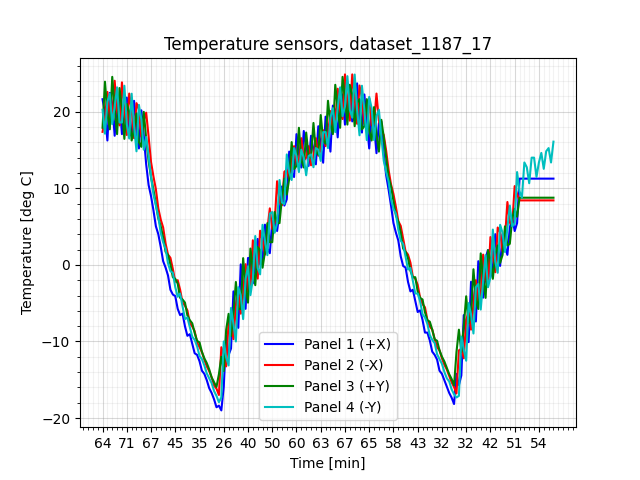 Temperature sensors, dataset_1187_17
Temperature [deg C]
20
10
0
−10
−20
Panel 1 (+X)
Panel 2 (-X)
Panel 3 (+Y)
Panel 4 (-Y)
64 71 67 45 35 26 40 50 60 63 67 65 58 43 32 32 42 51 54
Time [min]